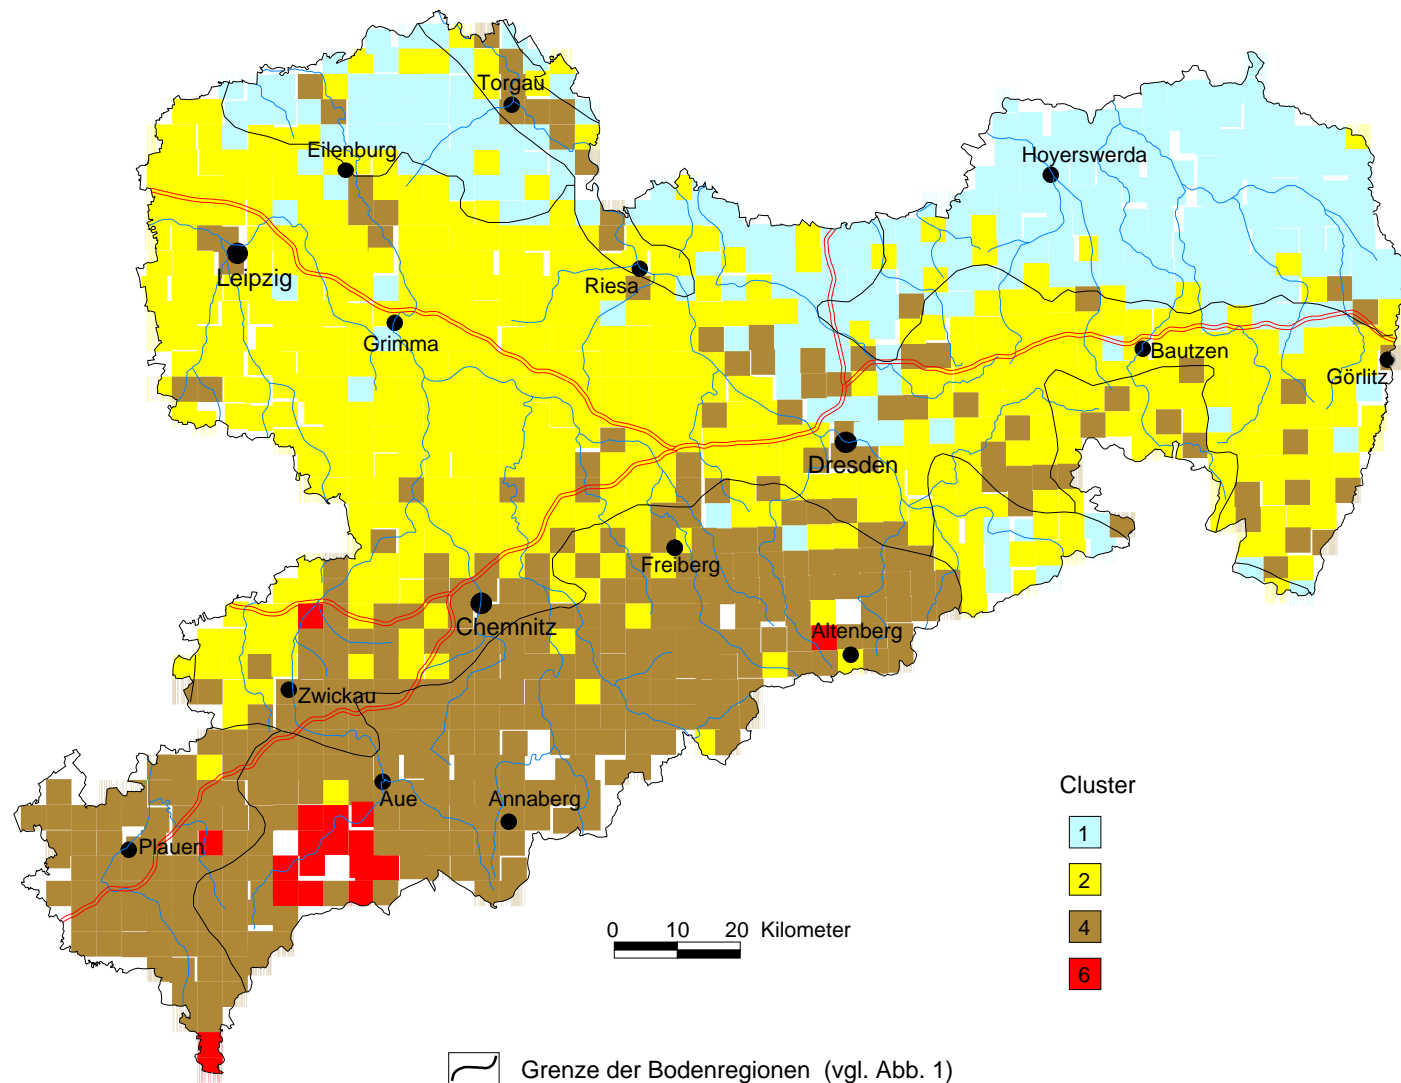 Torgau
Eilenburg
Hoyerswerda
Leipzig
Riesa
Grimma
Bautzen
Görlitz
Dresden
Freiberg
Chemnitz
Altenberg
Zwickau
Aue
Annaberg
Plauen
Cluster
1
2
4
6
0 10 20 Kilometer
Grenze der Bodenregionen (vgl. Abb. 1)